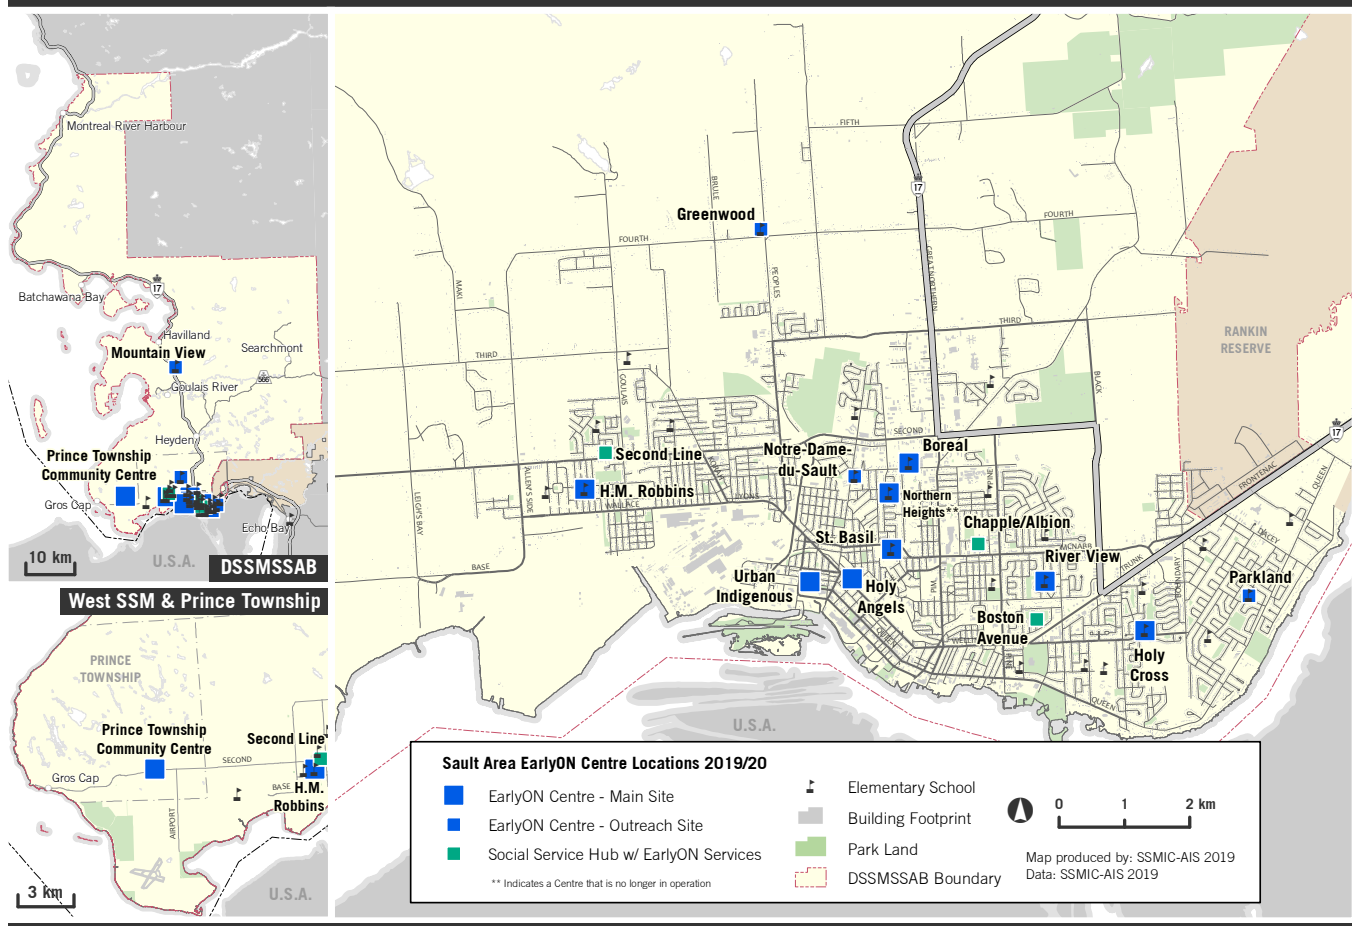 Montreal River Harbour
17
Batchawana Bay
Havilland
Mountain View
Searchmont
556
Goulais River
Heyden
Prince Township
Community Centre
Gros Cap
Echo Bay
10 km
U.S.A.
DSSMSSAB
West SSM & Prince Township
PRINCE
TOWNSHIP
Prince Township
Community Centre
Second Line
SECOND
Gros Cap
BASE
H.M.
Robbins
AIRPORT
3 km
U.S.A.
FIFTH
17
BRULE
Greenwood
FOURTH
FOURTH
GREAT NORTHERN
PEOPLES
MAKI
THIRD
THIRD
RANKIN
RESERVE
GOULAIS
BLACK
17
SECOND
Boreal
Notre-Dame-
du-Sault
Second Line
KORAH
ALLEN'S SIDE
H.M. Robbins
LYONS
WALLACE
LEIGH'S BAY
Northern
Heights**
PINE
FRONTENAC
QUEEN
Chapple/Albion
St. Basil
MCNABB
LACEY
River View
TRUNK
BASE
Urban
Indigenous
Holy
Angels
BOUNDARY
Parkland
Boston
Avenue
Holy
Cross
QUEEN
U.S.A.
Sault Area EarlyON Centre Locations 2019/20
EarlyON Centre - Main Site
EarlyON Centre - Outreach Site
Social Service Hub w/ EarlyON Services
** Indicates a Centre that is no longer in operation
Elementary School
Building Footprint
Park Land
DSSMSSAB Boundary
0 1 2 km
Map produced by: SSMIC-AIS 2019
Data: SSMIC-AIS 2019